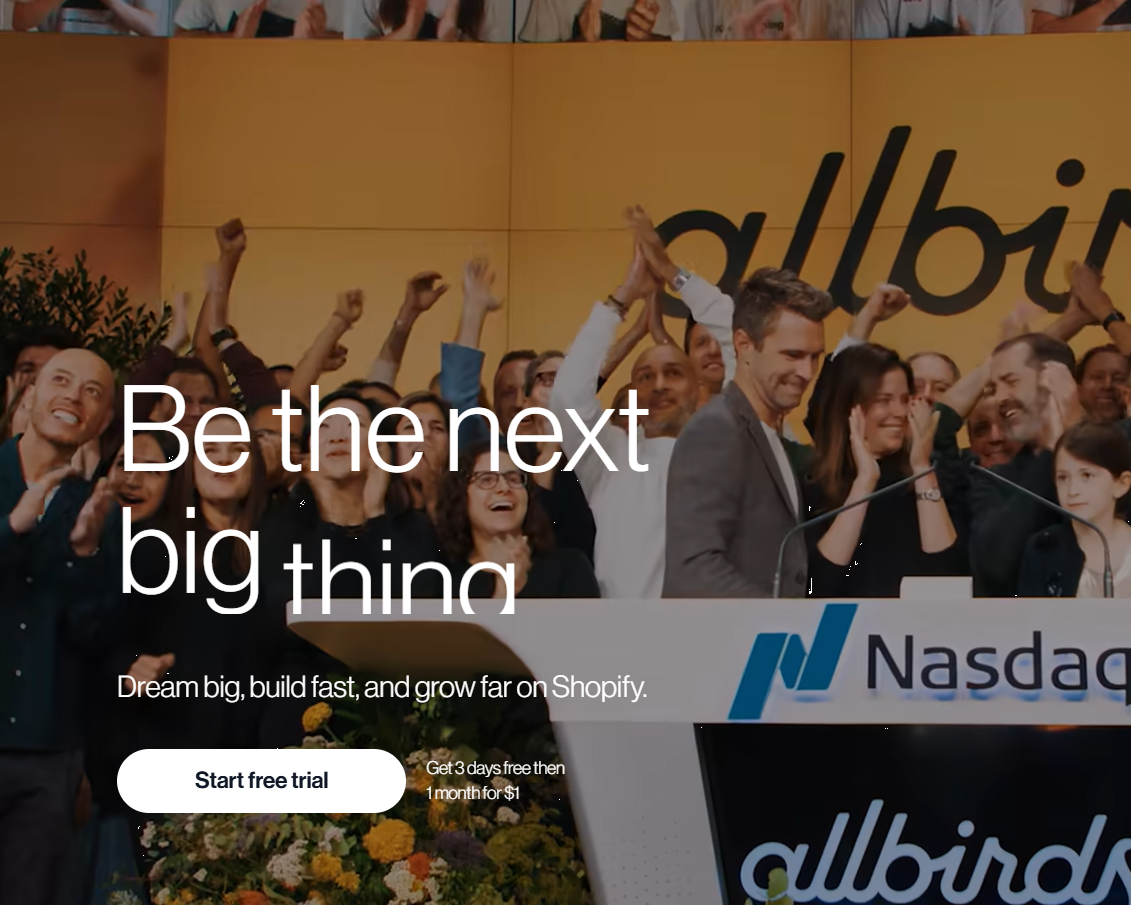 allbir
Be the next
big thing
Dream big, build fast, and grow far on Shopify.
Start free trial
Get 3 days free then
1 month for $1
Nasdaq
allbirds